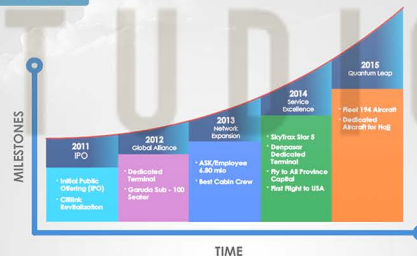 TUDIO
MILESTONES
2011
IPO
• Initial Public
Offering (IPO)
• Citilink
Revitalization
2012
Global Alliance
• Dedicated
Terminal
• Garuda Sub - 100
Seater
2013
Network
Expansion
• ASK/Employee
6.80 mio
• Best Cabin Crew
2014
Service
Excellence
• SkyTrax Star 5
• Denpasar
Dedicated
Terminal
• Fly to All Province
Capital
• First Flight to USA
2015
Quantum Leap
• Fleet 194 Aircraft
• Dedicated
Aircraft for Hajj
TIME